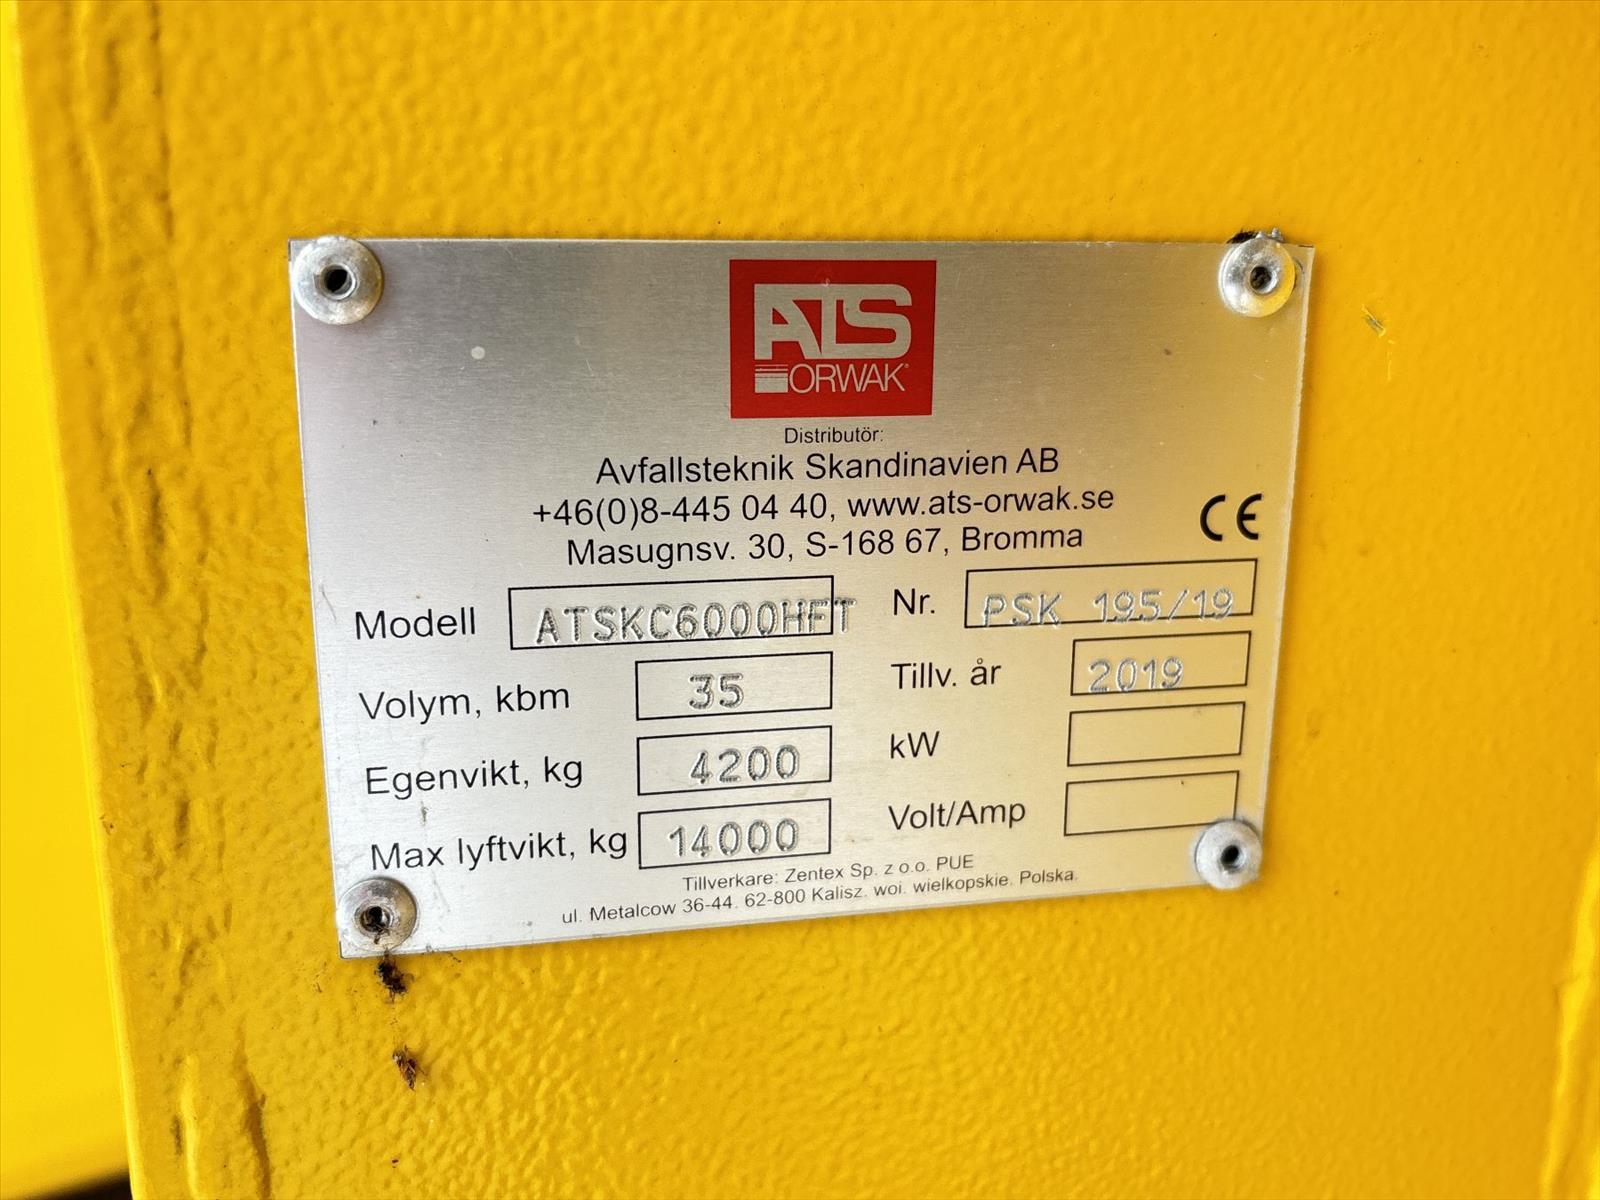 ATS
ORWAK
Distributör:
Avfallsteknik Skandinavien AB
+46(0)8-445 04 40, www.ats-orwak.se
Masugnsv. 30, S-168 67, Bromma
CE
Modell ATSKC6000HFT Nr. PSK 195/19
Volym, kbm 35 Tillv. år 2019
Egenvikt, kg 4200 kW
Max lyftvikt, kg 14000 Volt/Amp
Tillverkare: Zentex Sp. z o.o. PUE
ul. Metalcow 36-44. 62-800 Kalisz. woi. wielkopskie. Polska.